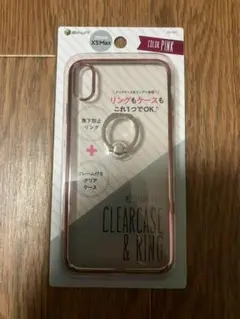 XS Max
COLOR PINK
リングもケースも
これ1つでOK
落下防止
リング
+
フレーム付き
クリア
ケース
CLEARCASE
& RING